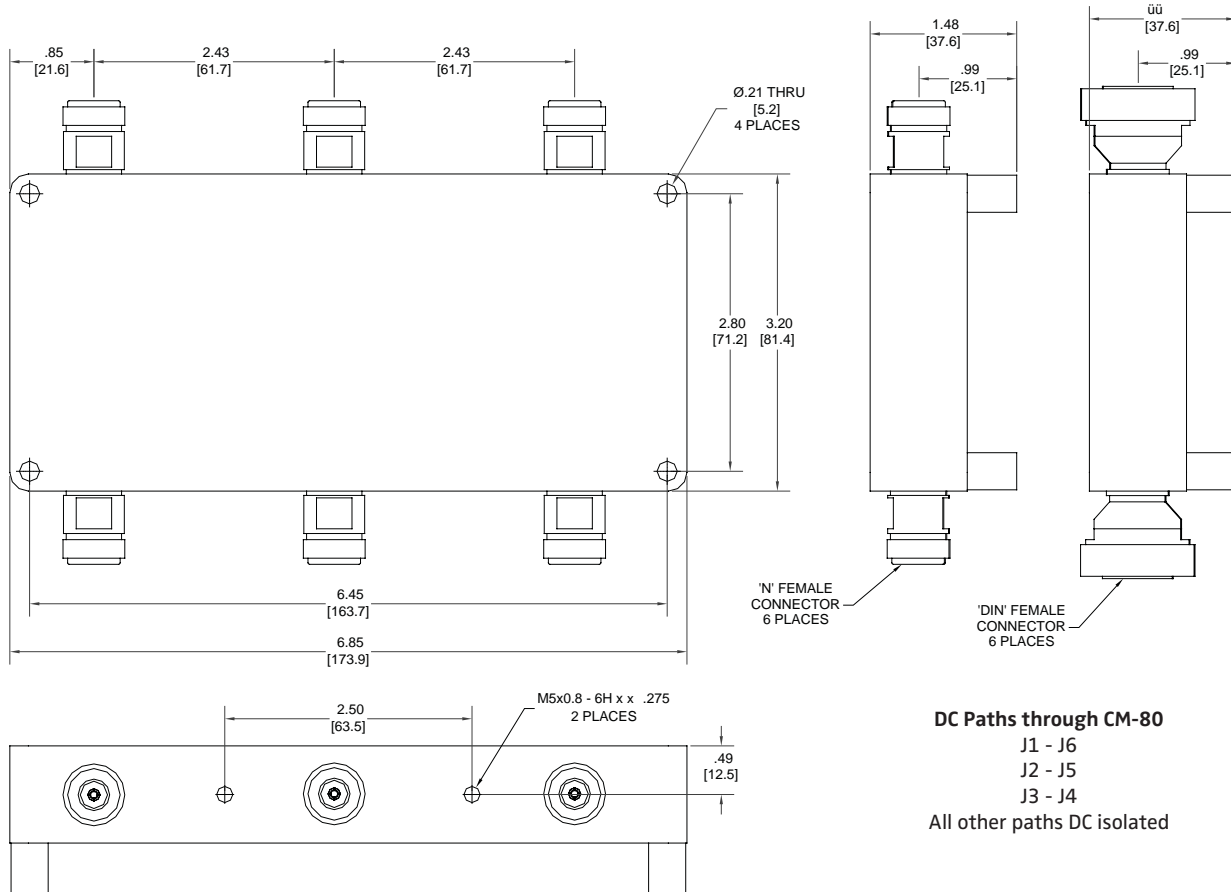 .85
[21.6]
2.43
[61.7]
2.43
[61.7]
Ø.21 THRU
[5.2]
4 PLACES
1.48
[37.6]
.99
[25.1]
üü
[37.6]
.99
[25.1]
2.80
[71.2]
3.20
[81.4]
6.45
[163.7]
6.85
[173.9]
'N' FEMALE
CONNECTOR
6 PLACES
'DIN' FEMALE
CONNECTOR
6 PLACES
2.50
[63.5]
M5x0.8 - 6H x x .275
2 PLACES
.49
[12.5]
DC Paths through CM-80
J1 - J6
J2 - J5
J3 - J4
All other paths DC isolated